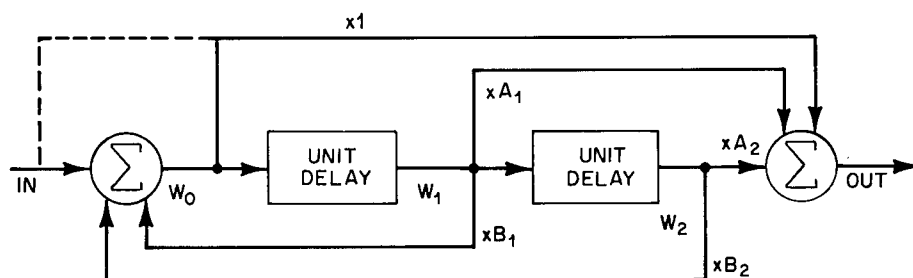 x1
xA₁
UNIT
DELAY
UNIT
DELAY
xA₂
Σ
Σ
IN
W₀
W₁
W₂
OUT
xB₁
xB₂